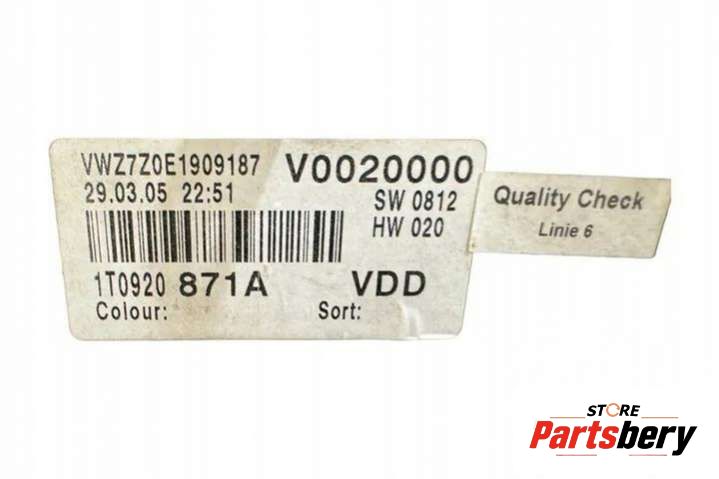 VWZ7Z0E1909187 V0020000
29.03.05 22:51 SW 0812
HW 020
1T0920 871A VDD
Colour: Sort:
Quality Check
Linie 6
STORE
Partsbery